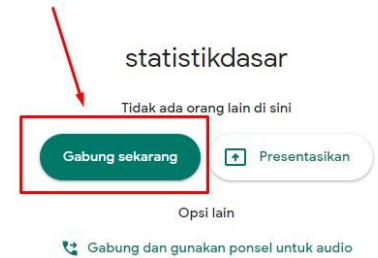 statistikdasar
Tidak ada orang lain di sini
Gabung sekarang
Presentasikan
Opsi lain
Gabung dan gunakan ponsel untuk audio